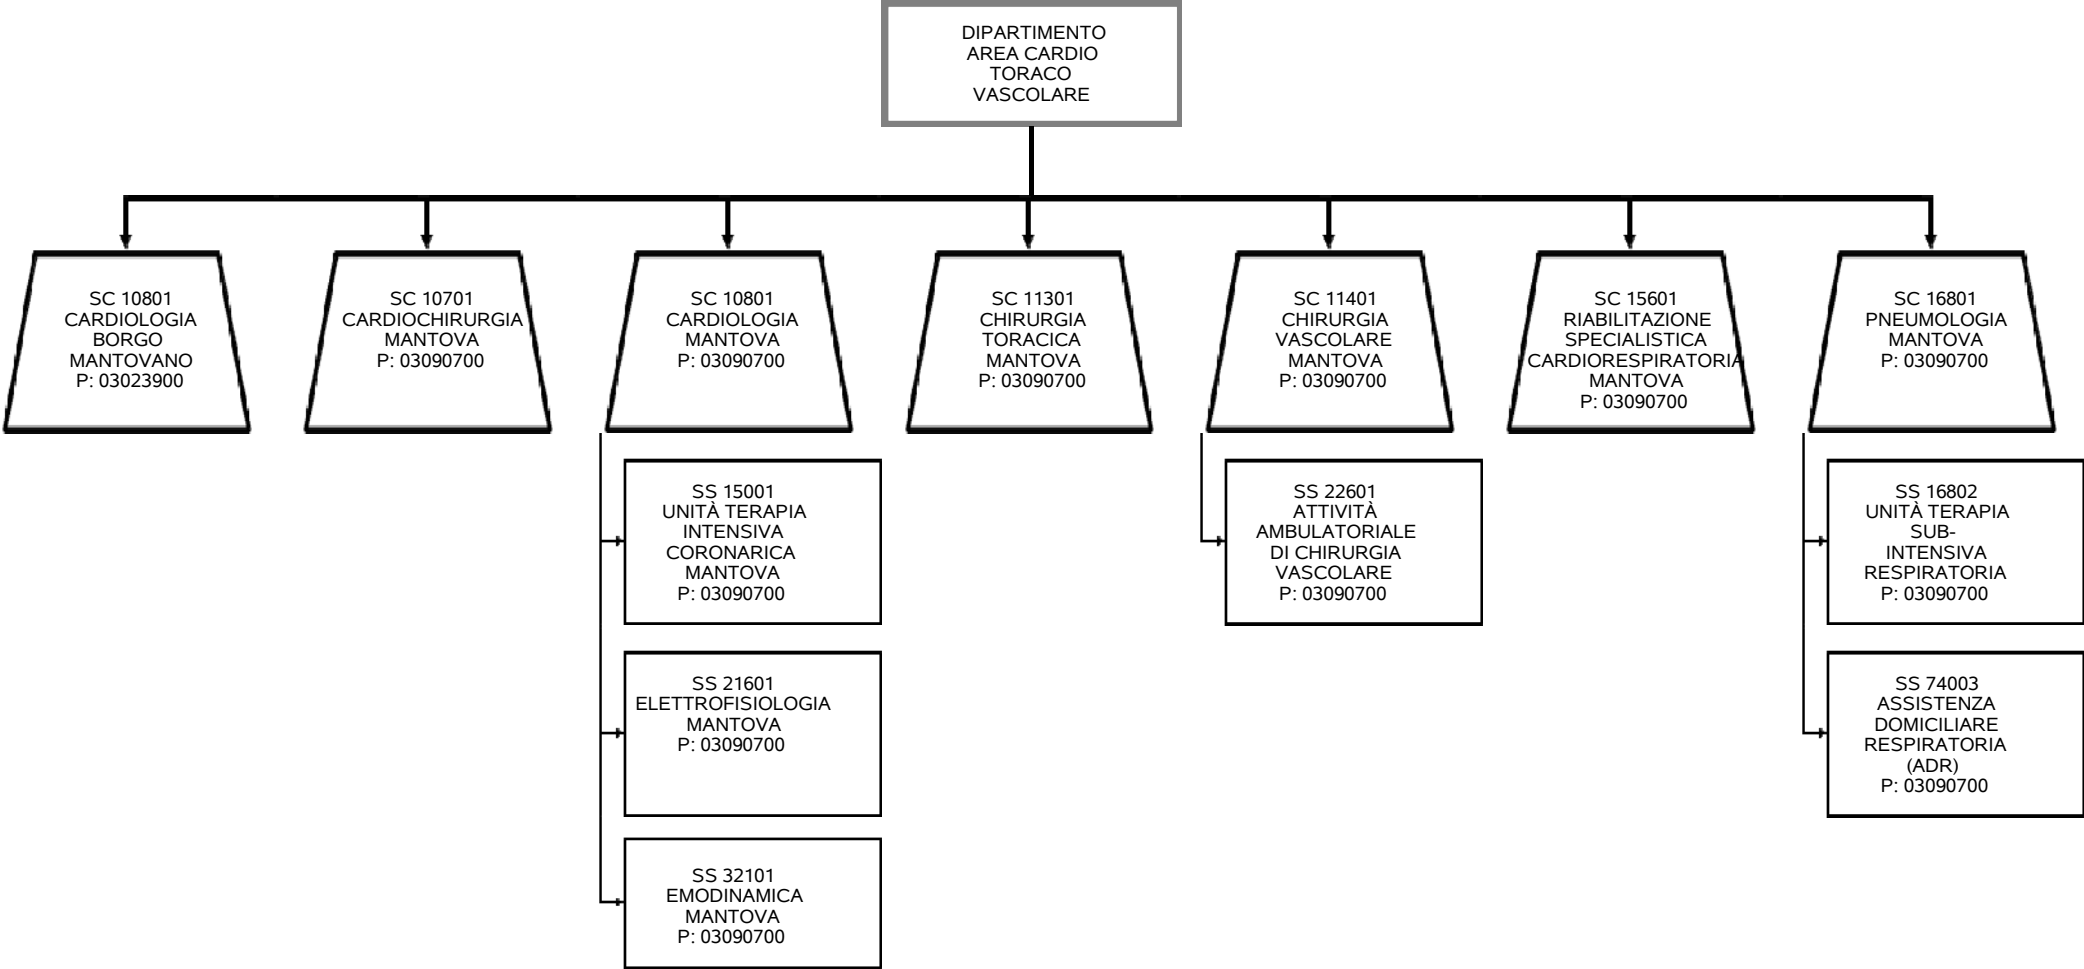 DIPARTIMENTO
AREA CARDIO
TORACO
VASCOLARE
SC 10801
CARDIOLOGIA
BORGO
MANTOVANO
P: 03023900
SC 10701
CARDIOCHIRURGIA
MANTOVA
P: 03090700
SC 10801
CARDIOLOGIA
MANTOVA
P: 03090700
SC 11301
CHIRURGIA
TORACICA
MANTOVA
P: 03090700
SC 11401
CHIRURGIA
VASCOLARE
MANTOVA
P: 03090700
SC 15601
RIABILITAZIONE
SPECIALISTICA
CARDIORESPIRATORIA
MANTOVA
P: 03090700
SC 16801
PNEUMOLOGIA
MANTOVA
P: 03090700
SS 15001
UNITÀ TERAPIA
INTENSIVA
CORONARICA
MANTOVA
P: 03090700
SS 21601
ELETTROFISIOLOGIA
MANTOVA
P: 03090700
SS 32101
EMODINAMICA
MANTOVA
P: 03090700
SS 22601
ATTIVITÀ
AMBULATORIALE
DI CHIRURGIA
VASCOLARE
P: 03090700
SS 16802
UNITÀ TERAPIA
SUB-
INTENSIVA
RESPIRATORIA
P: 03090700
SS 74003
ASSISTENZA
DOMICILIARE
RESPIRATORIA
(ADR)
P: 03090700